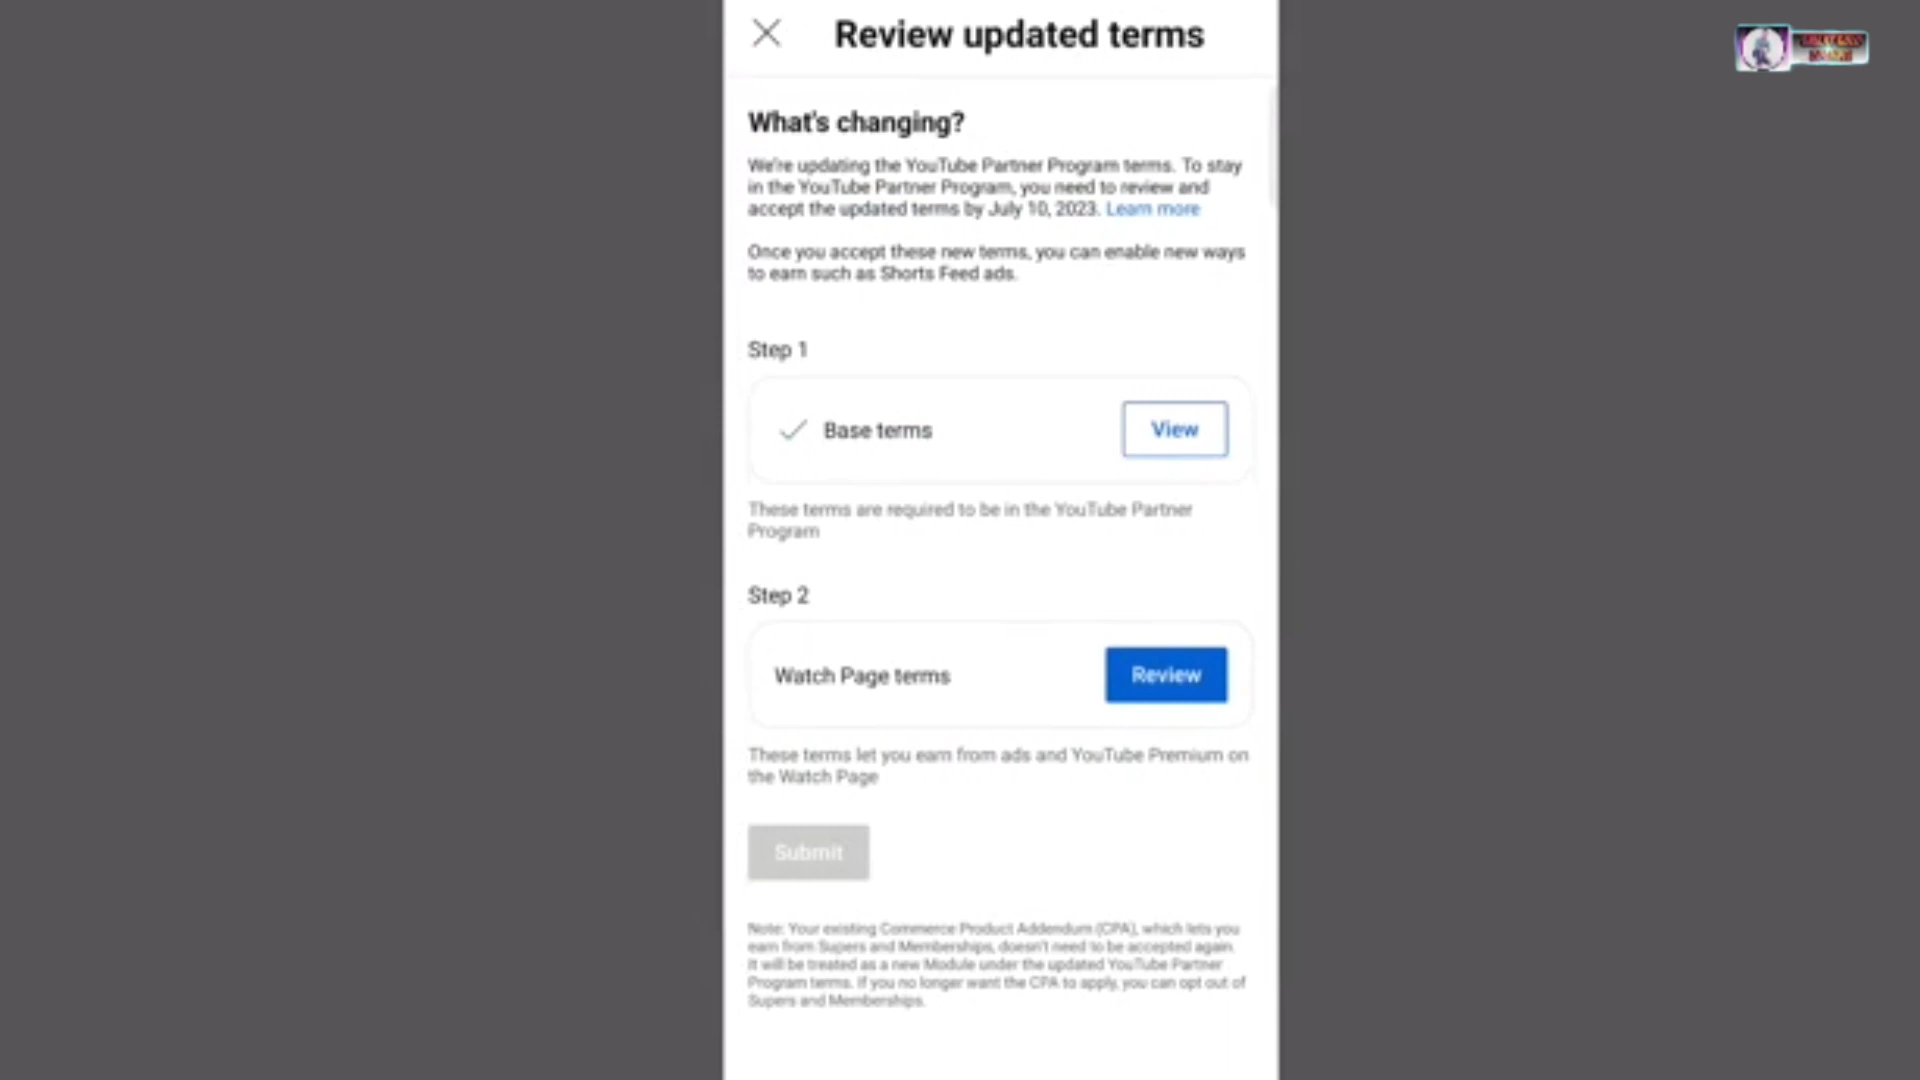 Review updated terms
What's changing?
We're updating the YouTube Partner Program terms. To stay
in the YouTube Partner Program, you need to review and
accept the updated terms by July 10, 2023. Learn more
Once you accept these new terms, you can enable new ways
to earn such as Shorts Feed ads.
Step 1
Base terms
View
These terms are required to be in the YouTube Partner
Program
Step 2
Watch Page terms
Review
These terms let you earn from ads and YouTube Premium on
the Watch Page
Submit
Note: Your existing Commerce Product Addendum (CPA), which lets you
earn from Supers and Memberships, doesn't need to be accepted again.
It will be treated as a new Module under the updated YouTube Partner
Program terms. If you no longer want the CPA to apply, you can opt out of
Supers and Memberships.